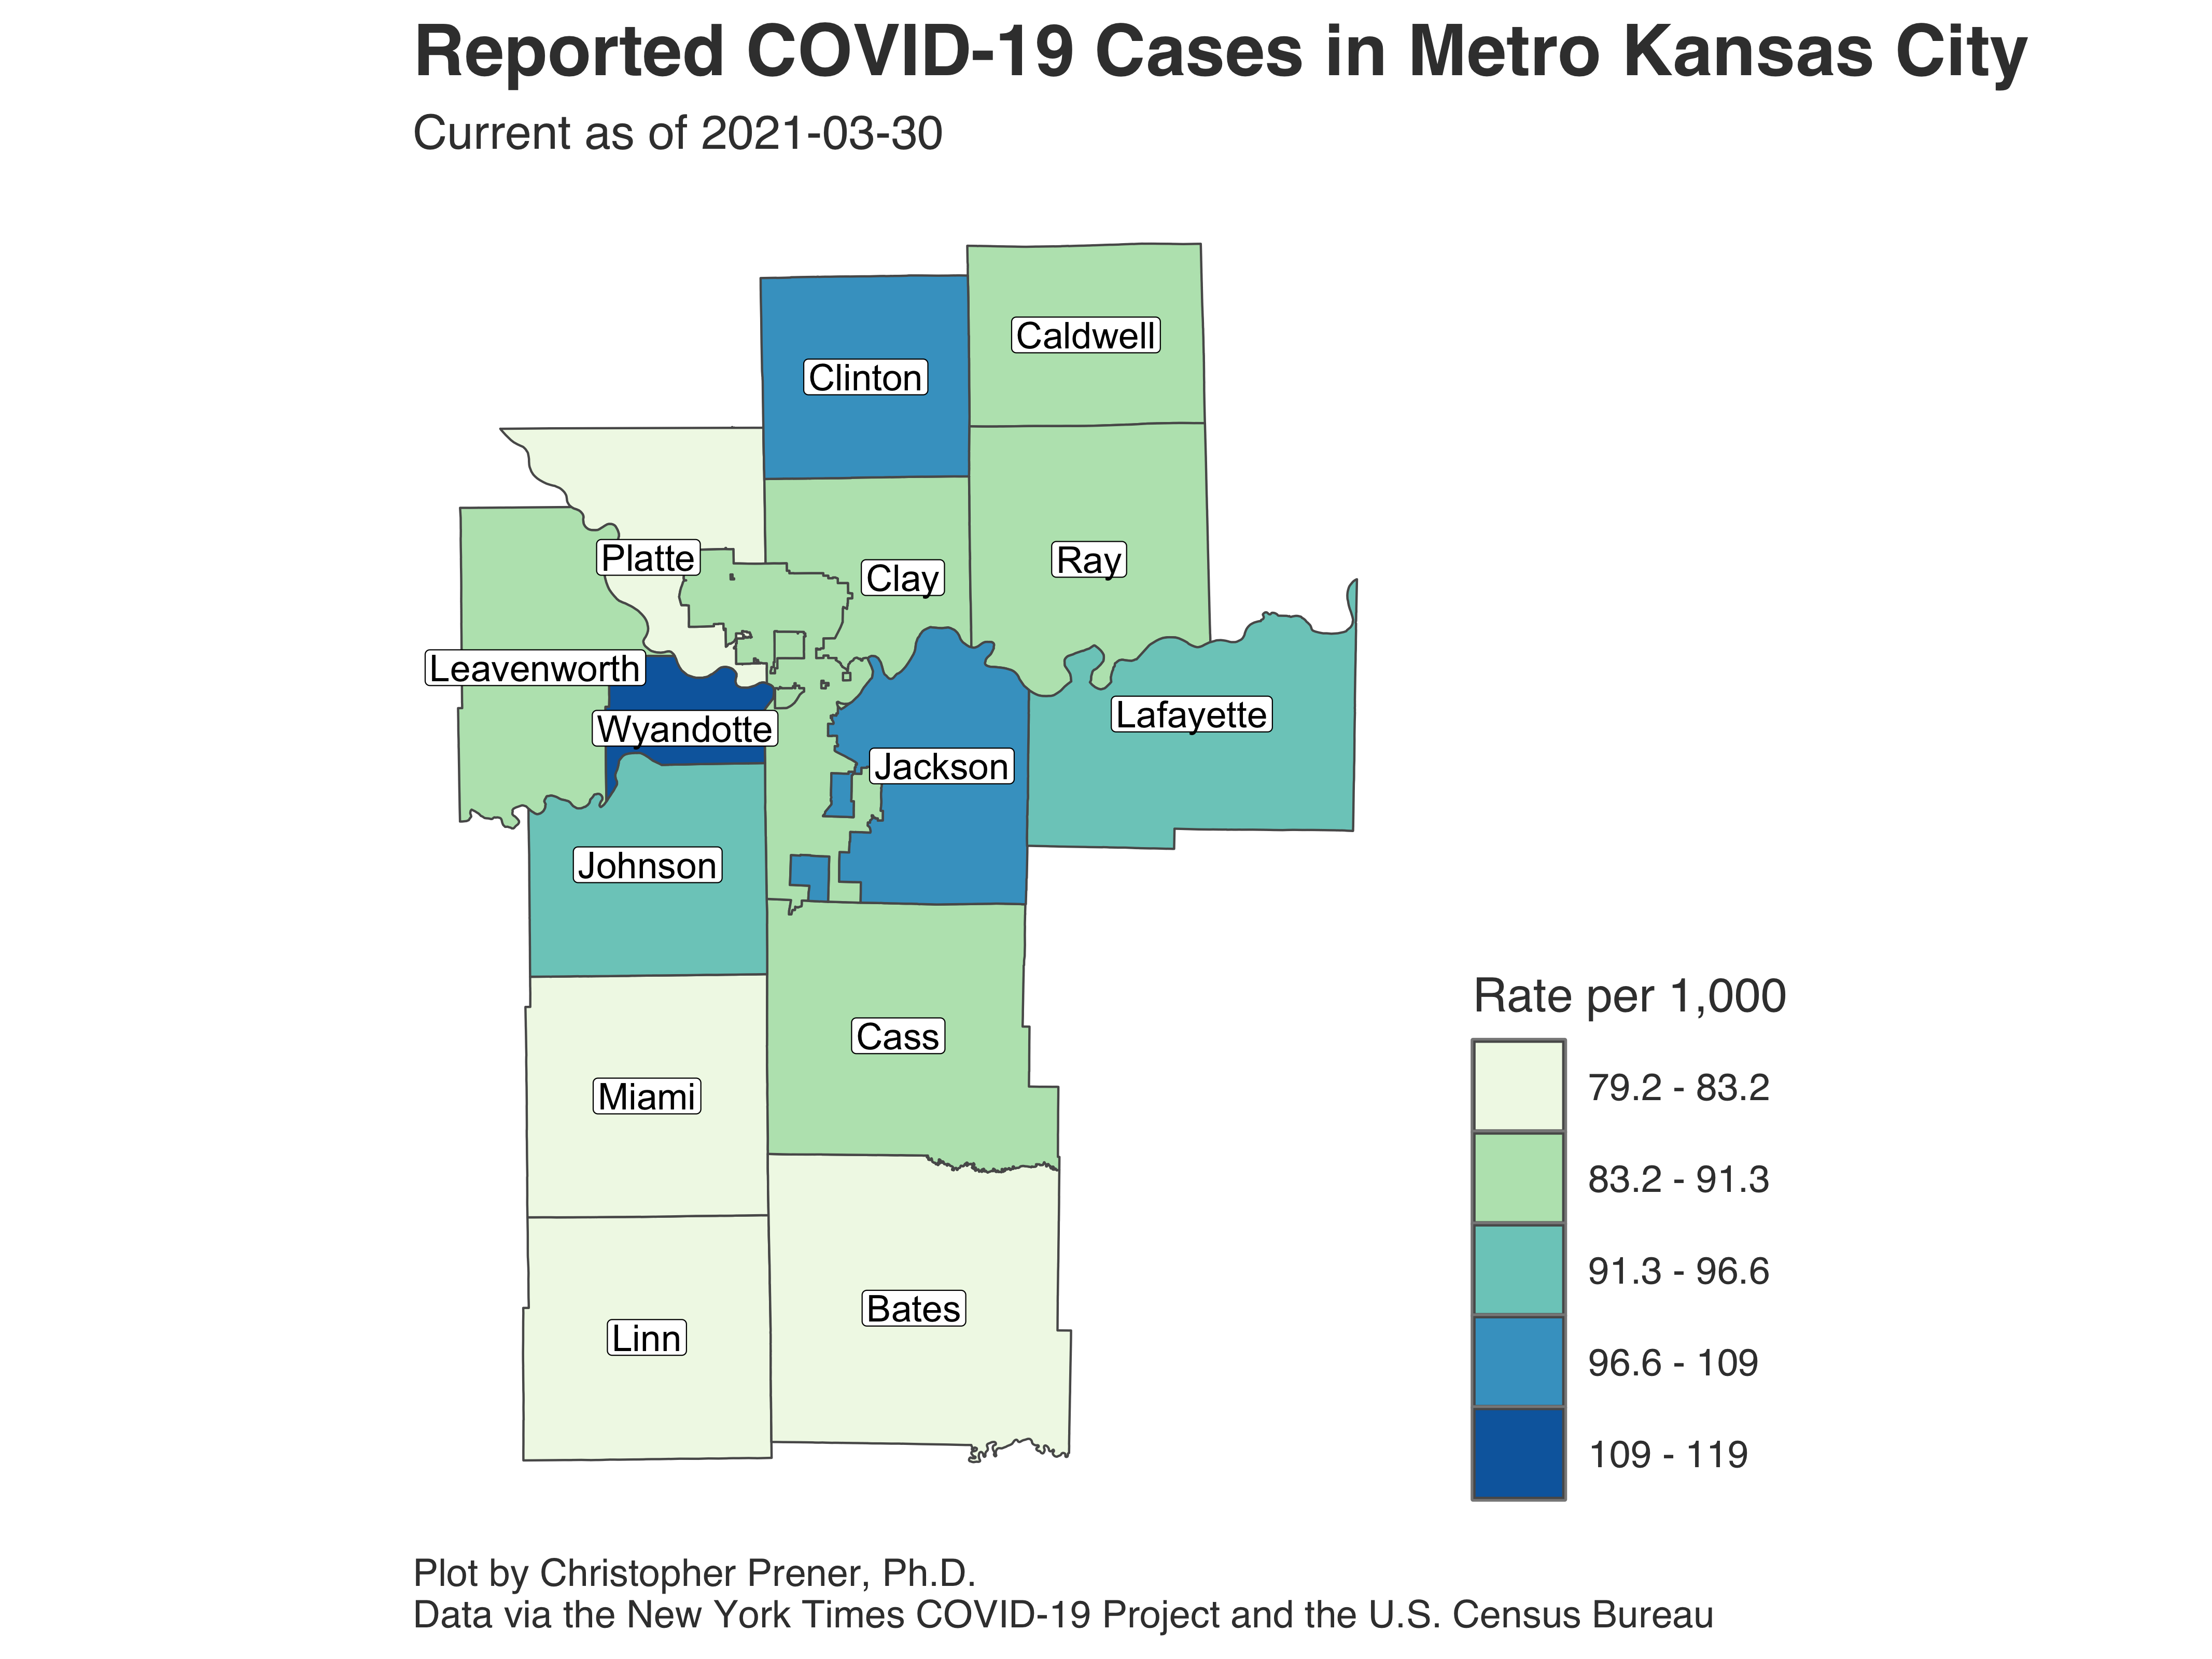 Reported COVID-19 Cases in Metro Kansas City
Current as of 2021-03-30
Caldwell
Clinton
Platte
Clay
Ray
Leavenworth
Wyandotte
Lafayette
Jackson
Johnson
Cass
Miami
Bates
Linn
Rate per 1,000
79.2 - 83.2
83.2 - 91.3
91.3 - 96.6
96.6 - 109
109 - 119
Plot by Christopher Prener, Ph.D.
Data via the New York Times COVID-19 Project and the U.S. Census Bureau